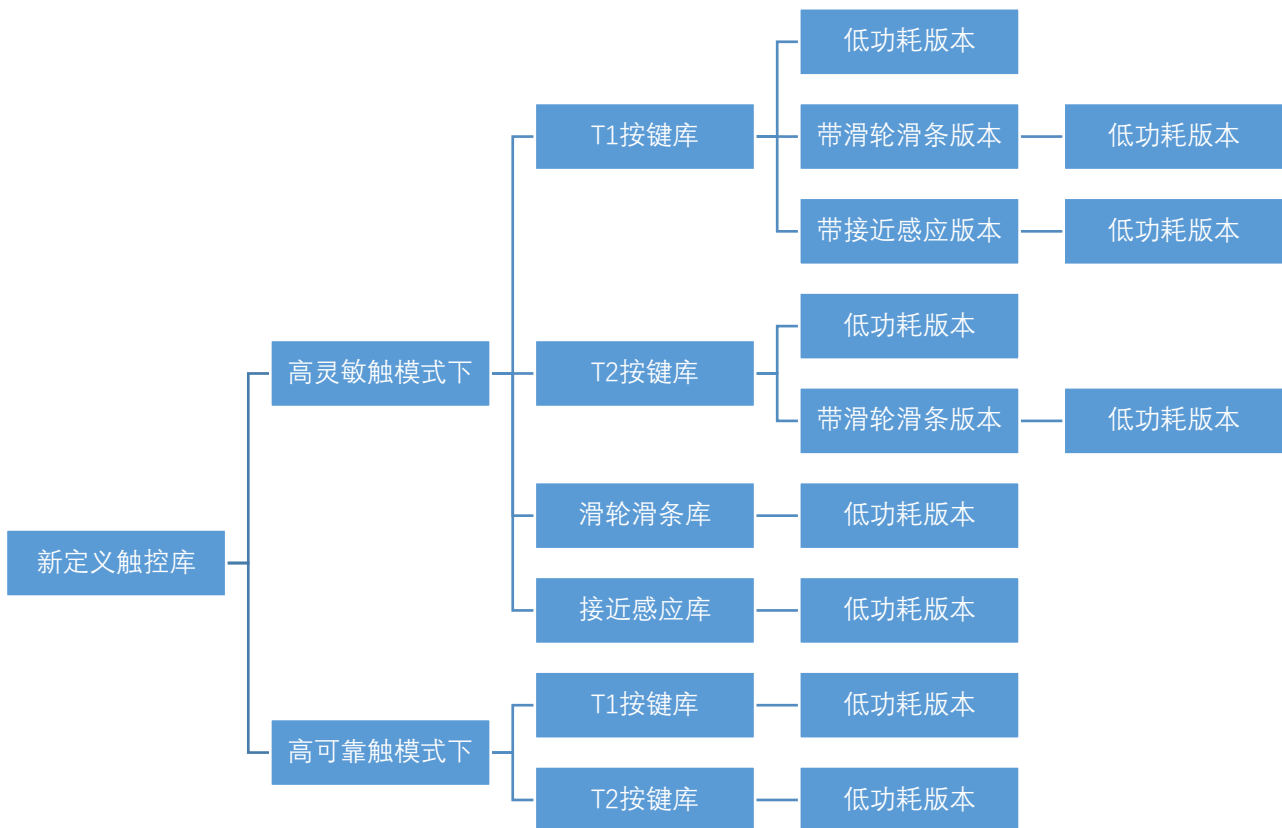 低功耗版本
T1按键库
带滑轮滑条版本
低功耗版本
带接近感应版本
低功耗版本
低功耗版本
高灵敏触模式下
T2按键库
带滑轮滑条版本
低功耗版本
滑轮滑条库
低功耗版本
新定义触控库
接近感应库
低功耗版本
T1按键库
低功耗版本
高可靠触模式下
T2按键库
低功耗版本